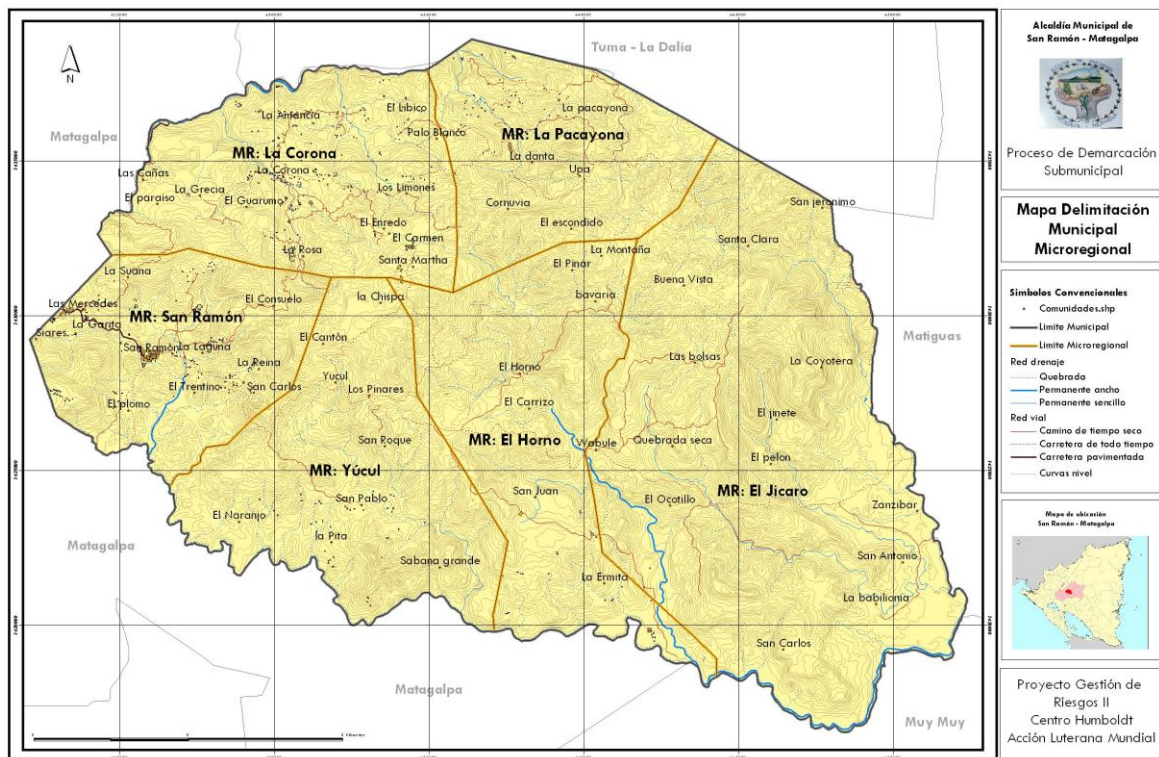 Tuma - La Dalia
N
El Líbico
La pacayona
La Aliancia
Palo Blanco
MR: La Pacayona
Matagalpa
MR: La Corona
La danta
Las Cañas
La Corona
Upa
La Grecia
Los Limones
El paraiso
El Guarumo
Cornuvia
San jeronimo
El Enredo
El escondido
El Carmen
Santa Clara
La Rosa
La Montaña
Santa Martha
El Pinar
La Suana
Buena Vista
Las Mercedes
El Consuelo
la Chispa
bavaria
MR: San Ramón
La Garita
Siares
El Cantón
Matiguas
San Ramón
La Laguna
La Reina
Las bolsas
La Coyotera
El Horno
Yucul
El Trentino
San Carlos
Los Pinares
El plomo
El Carrizo
El jinete
San Roque
MR: El Horno
Wabule
Quebrada seca
El pelon
MR: Yúcul
San Juan
MR: El Jicaro
San Pablo
El Ocotillo
Zanzibar
El Naranjo
la Pita
Matagalpa
Sabana grande
San Antonio
La Ermita
La babilionia
San Carlos
Matagalpa
Muy Muy
Alcaldía Municipal de
San Ramón - Matagalpa
Proceso de Demarcación
Submunicipal
Mapa Delimitación
Municipal
Microregional
Simbolos Convencionales
Comunidades.shp
Limite Municipal
Limite Microregional
Red drenaje
Quebrada
Permanente ancho
Permanente sencillo
Red vial
Camino de tiempo seco
Carretera de todo tiempo
Carretera pavimentada
Curvas nivel
Mapa de ubicación
San Ramón - Matagalpa
Proyecto Gestión de
Riesgos II
Centro Humboldt
Acción Luterana Mundial